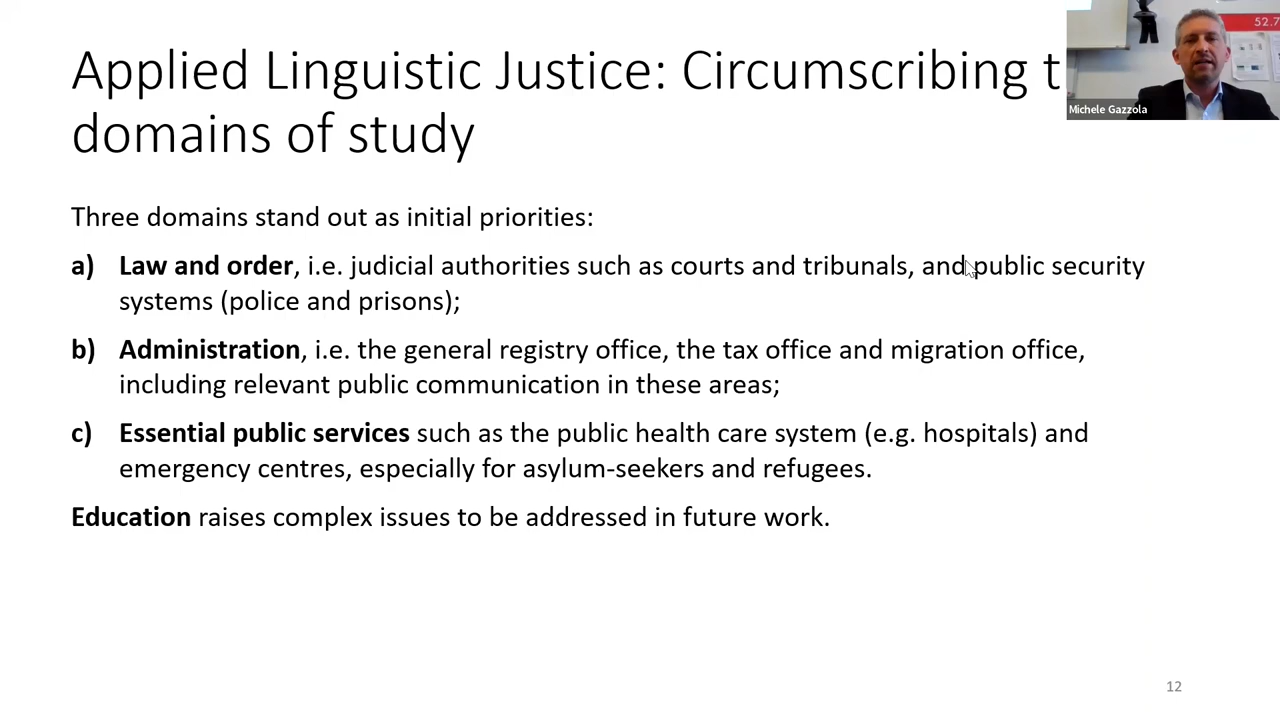 Applied Linguistic Justice: Circumscribing t
domains of study
52.7
Michele Gazzola
Three domains stand out as initial priorities:
a) Law and order, i.e. judicial authorities such as courts and tribunals, and public security
systems (police and prisons);
b) Administration, i.e. the general registry office, the tax office and migration office,
including relevant public communication in these areas;
c) Essential public services such as the public health care system (e.g. hospitals) and
emergency centres, especially for asylum-seekers and refugees.
Education raises complex issues to be addressed in future work.
12